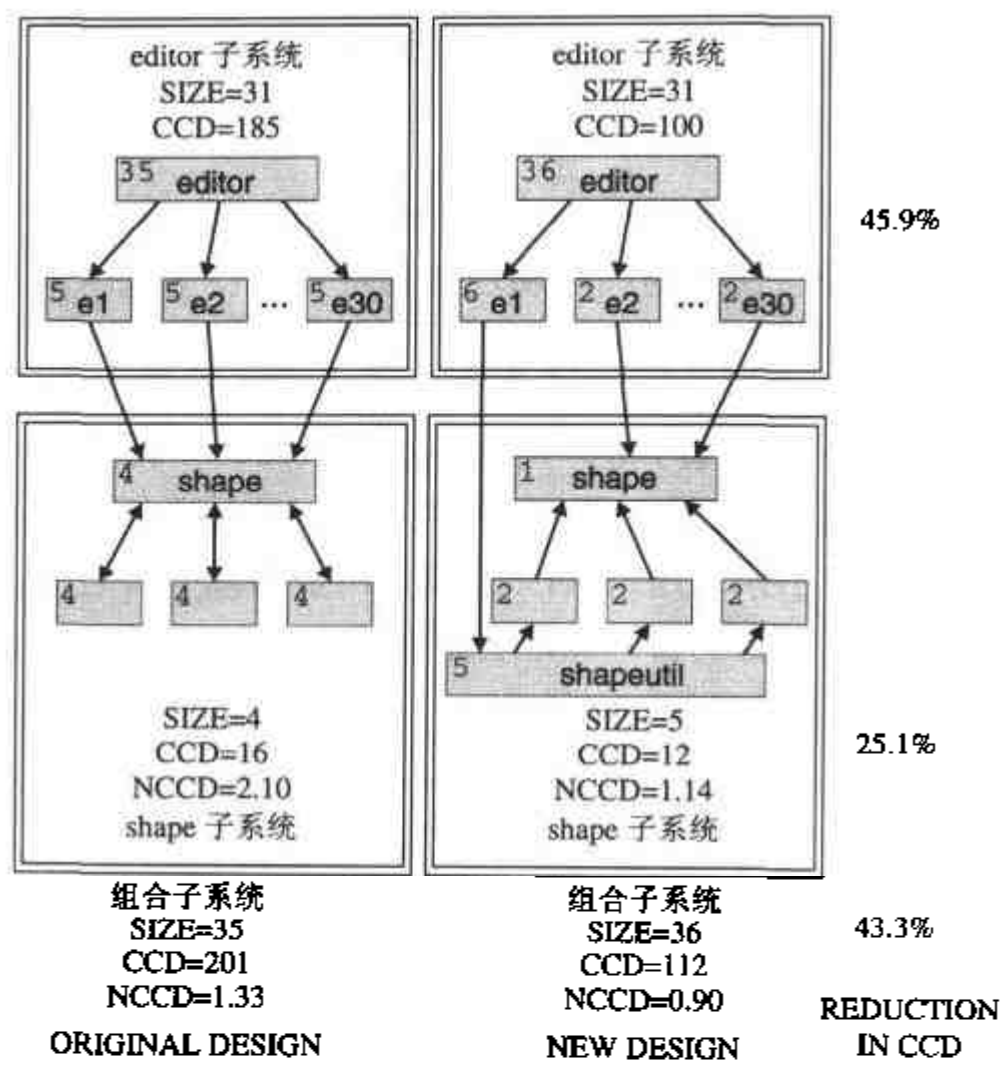 editor 子系统
SIZE=31
CCD=185
35 editor
5 e1
5 e2
...
5 e30
4 shape
4
4
4
SIZE=4
CCD=16
NCCD=2.10
shape 子系统
组合子系统
SIZE=35
CCD=201
NCCD=1.33
ORIGINAL DESIGN
editor 子系统
SIZE=31
CCD=100
36 editor
6 e1
2 e2
...
2 e30
1 shape
2
2
2
5 shapeutil
SIZE=5
CCD=12
NCCD=1.14
shape 子系统
组合子系统
SIZE=36
CCD=112
NCCD=0.90
NEW DESIGN
45.9%
25.1%
43.3%
REDUCTION
IN CCD